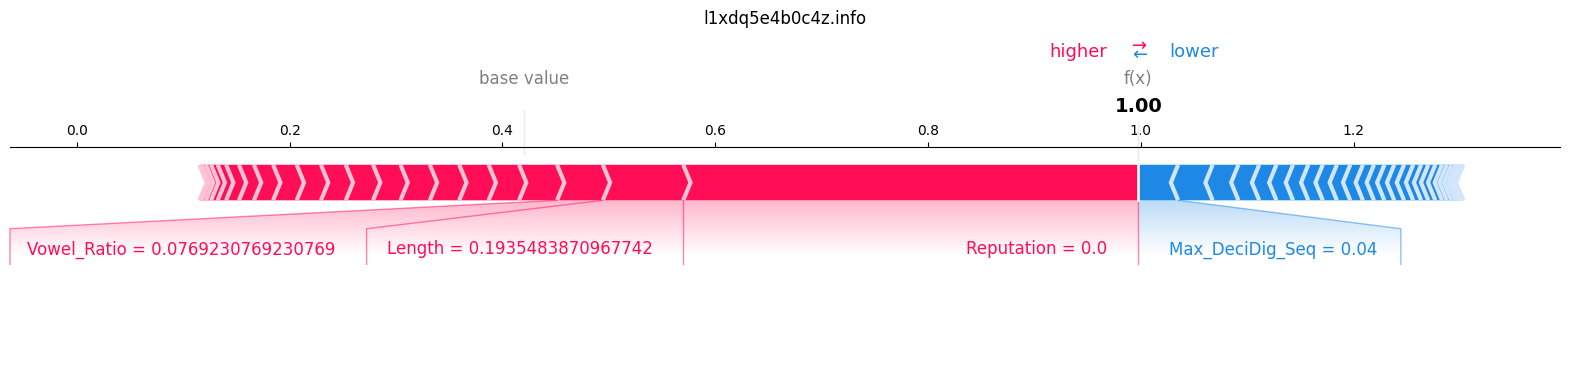 l1xdq5e4b0c4z.info
higher → lower
←
base value f(x)
1.00
0.0 0.2 0.4 0.6 0.8 1.0 1.2
Vowel_Ratio = 0.0769230769230769 Length = 0.1935483870967742 Reputation = 0.0 Max_DeciDig_Seq = 0.04